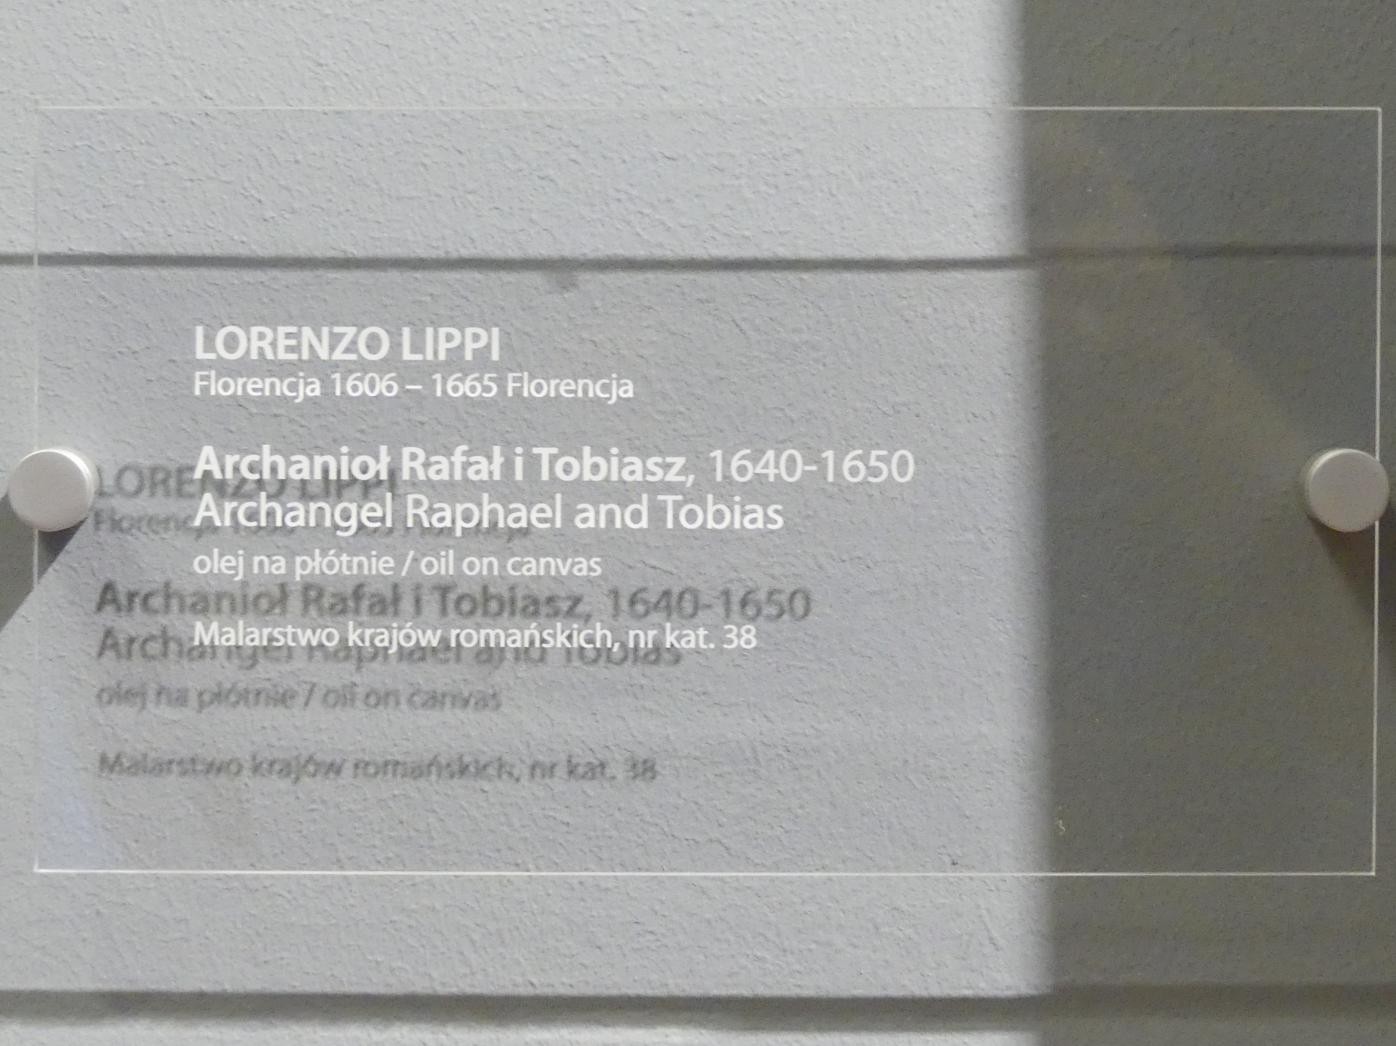 LORENZO LIPPI
Florencja 1606 – 1665 Florencja
Archanioł Rafał i Tobiasz, 1640-1650
Archangel Raphael and Tobias
olej na płótnie / oil on canvas
Malarstwo krajów romańskich, nr kat. 38